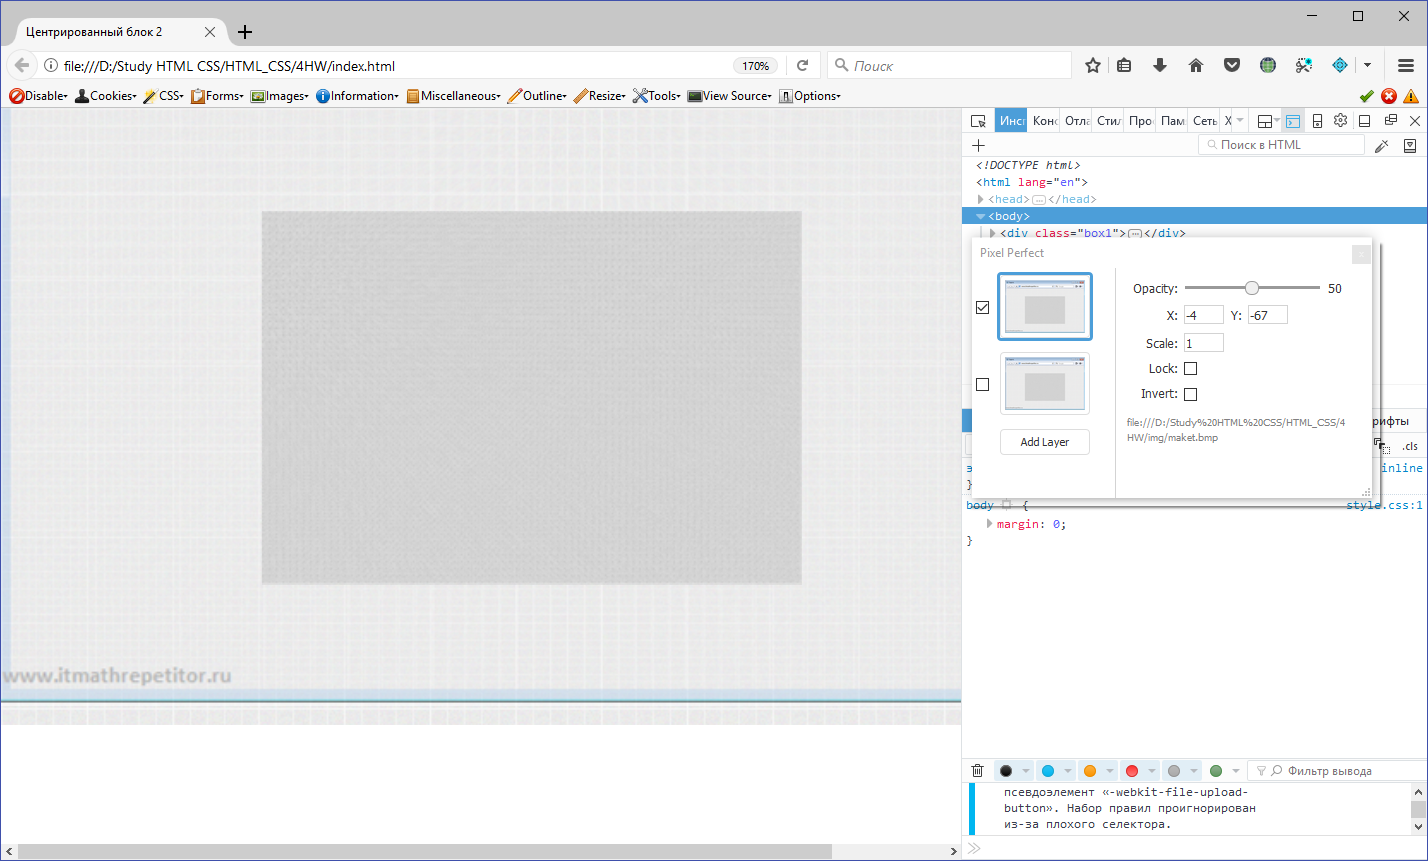 Центрированный блок 2
file:///D:/Study HTML CSS/HTML_CSS/4HW/index.html
170%
Поиск
Disable Cookies CSS Forms Images Information Miscellaneous Outline Resize Tools View Source Options
Инсп Конс Отла Стил Про Пам Сеть Х
Поиск в HTML
<!DOCTYPE html>
<html lang="en">
<head></head>
<body>
<div class="box1"></div>
Pixel Perfect
Opacity: 50
X: -4 Y: -67
Scale: 1
Lock:
Invert:
file:///D:/Study%20HTML%20CSS/HTML_CSS/4
HW/img/maket.bmp
Add Layer
рифты
.cls
э inline
}
body { style.css:1
margin: 0;
}
www.itmathrepetitor.ru
Фильтр вывода
псевдоэлемент «-webkit-file-upload-
button». Набор правил проигнорирован
из-за плохого селектора.